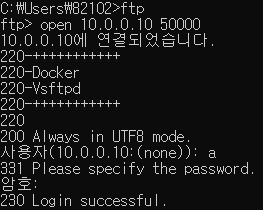 C:₩Users₩82102>ftp
ftp> open 10.0.0.10 50000
10.0.0.10에 연결되었습니다.
220-+++++++++++
220-Docker
220-Vsftpd
220-+++++++++++
220
200 Always in UTF8 mode.
사용자(10.0.0.10:(none)): a
331 Please specify the password.
암호:
230 Login successful.